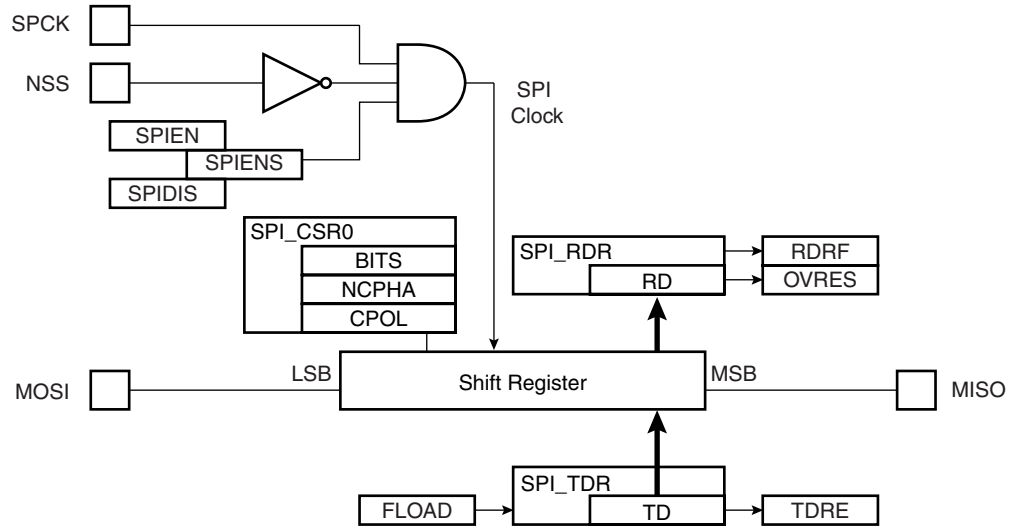 SPCK
NSS
SPI
Clock
SPIEN
SPIENS
SPIDIS
SPI_CSR0
BITS
NCPHA
CPOL
SPI_RDR
RD
RDRF
OVRES
MOSI
LSB
Shift Register
MSB
MISO
SPI_TDR
FLOAD
TD
TDRE